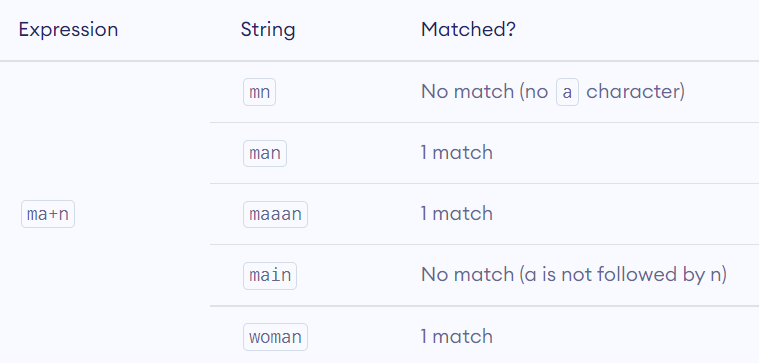 Expression String Matched?
mn No match (no a character)
man 1 match
ma+n maaan 1 match
main No match (a is not followed by n)
woman 1 match